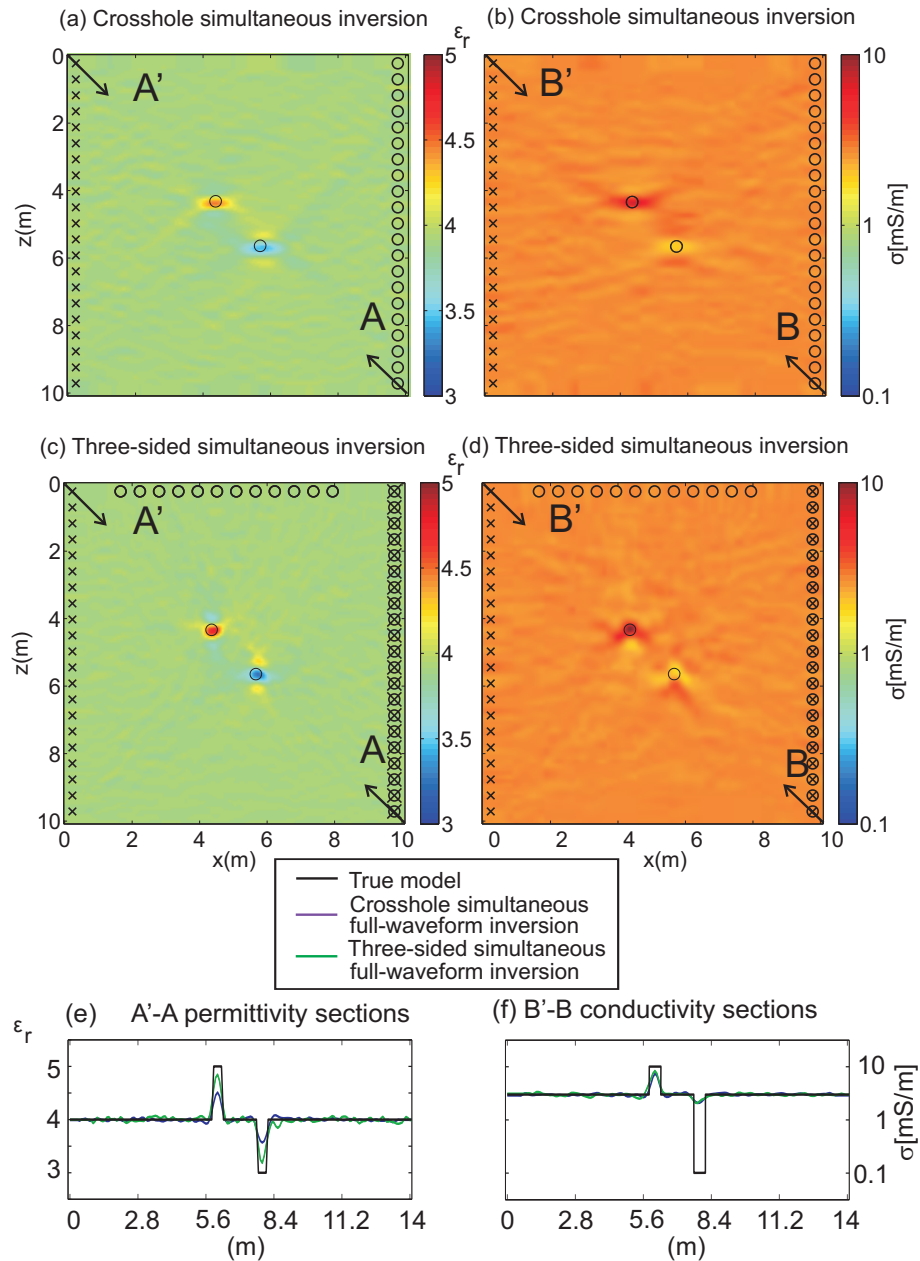 (a) Crosshole simultaneous inversion
(b) Crosshole simultaneous inversion
εr
0
2
4
6
8
10
z(m)
A'
A
5
4.5
4
3.5
3
B'
B
10
1
0.1
σ[mS/m]
(c) Three-sided simultaneous inversion
(d) Three-sided simultaneous inversion
εr
0
2
4
6
8
10
z(m)
A'
A
0 2 4 6 8 10
x(m)
5
4.5
4
3.5
3
B'
B
0 2 4 6 8 10
x(m)
10
1
0.1
σ[mS/m]
True model
Crosshole simultaneous
full-waveform inversion
Three-sided simultaneous
full-waveform inversion
(e) A'-A permittivity sections
εr
5
4
3
0 2.8 5.6 8.4 11.2 14
(m)
(f) B'-B conductivity sections
10
1
0.1
σ[mS/m]
0 2.8 5.6 8.4 11.2 14
(m)